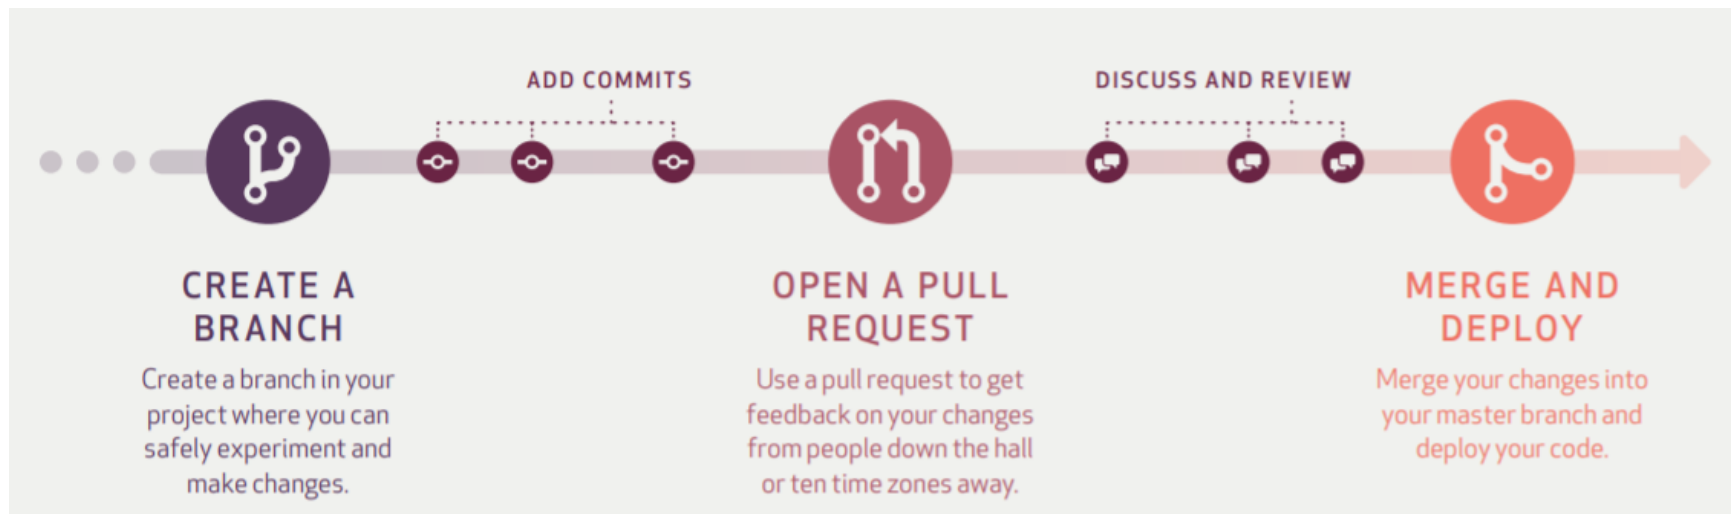 ADD COMMITS
DISCUSS AND REVIEW
CREATE A
BRANCH
Create a branch in your
project where you can
safely experiment and
make changes.
OPEN A PULL
REQUEST
Use a pull request to get
feedback on your changes
from people down the hall
or ten time zones away.
MERGE AND
DEPLOY
Merge your changes into
your master branch and
deploy your code.